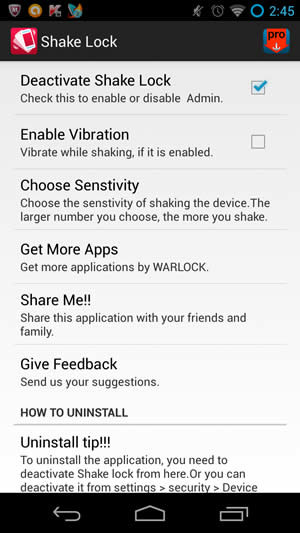 2:45
Shake Lock
pro
Deactivate Shake Lock
Check this to enable or disable  Admin.
Enable Vibration
Vibrate while shaking, if it is enabled.
Choose Senstivity
Choose the senstivity of shaking the device.The
larger number you choose, the more you shake.
Get More Apps
Get more applications by WARLOCK.
Share Me!!
Share this application with your friends and
family.
Give Feedback
Send us your suggestions.
HOW TO UNINSTALL
Uninstall tip!!!
To uninstall the application, you need to
deactivate Shake lock from here.Or you can
deactivate it from settings > security > Device